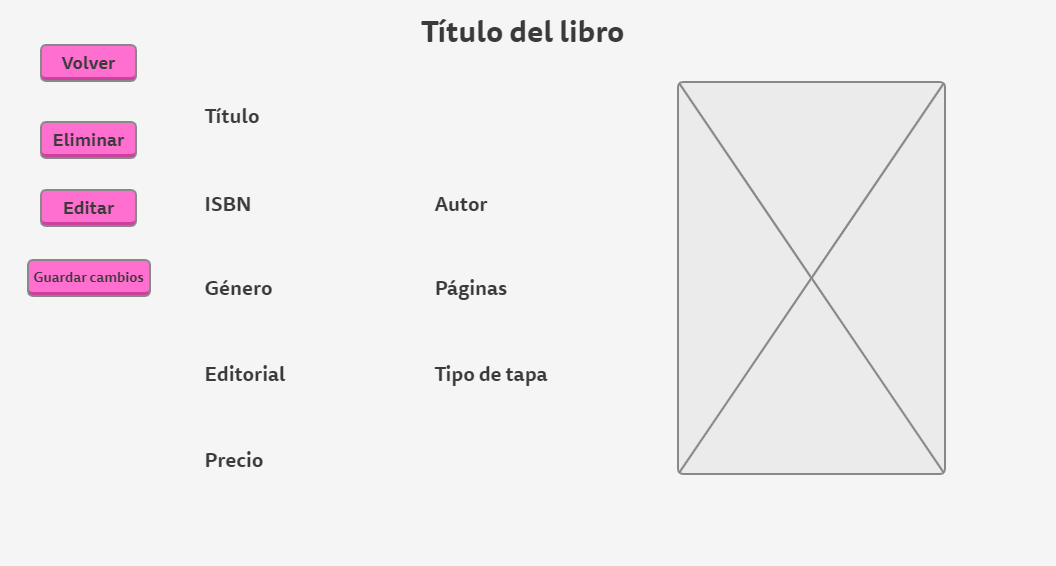 Título del libro
Volver
Eliminar
Editar
Guardar cambios
Título
ISBN
Autor
Género
Páginas
Editorial
Tipo de tapa
Precio